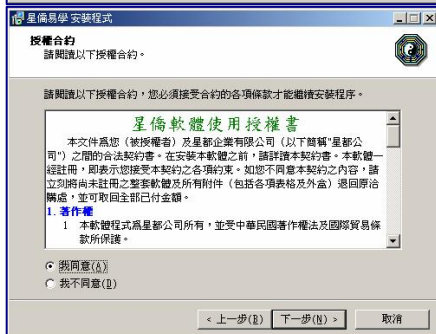 星僑易學 安裝程式
授權合約
請閱讀以下授權合約。
請閱讀以下授權合約，您必須接受合約的各項條款才能繼續安裝程序。
星僑軟體使用授權書
本文件為您（被授權者）及星都企業有限公司（以下簡稱"星都公
司"）之間的合法契約書。在安裝本軟體之前，請詳讀本契約書。本軟體一
經註冊，即表示您接受本契約之各項約束。如您不同意本契約之內容，請
立刻將尚未註冊之整套軟體及所有附件（包括各項表格及外盒）退回原洽
購處，並可取回全部已付金額。
1. 著作權
1 本軟體程式為星都公司所有，並受中華民國著作權法及國際貿易條
款所保護。
我同意(A)
我不同意(D)
< 上一步(B) 下一步(N) > 取消